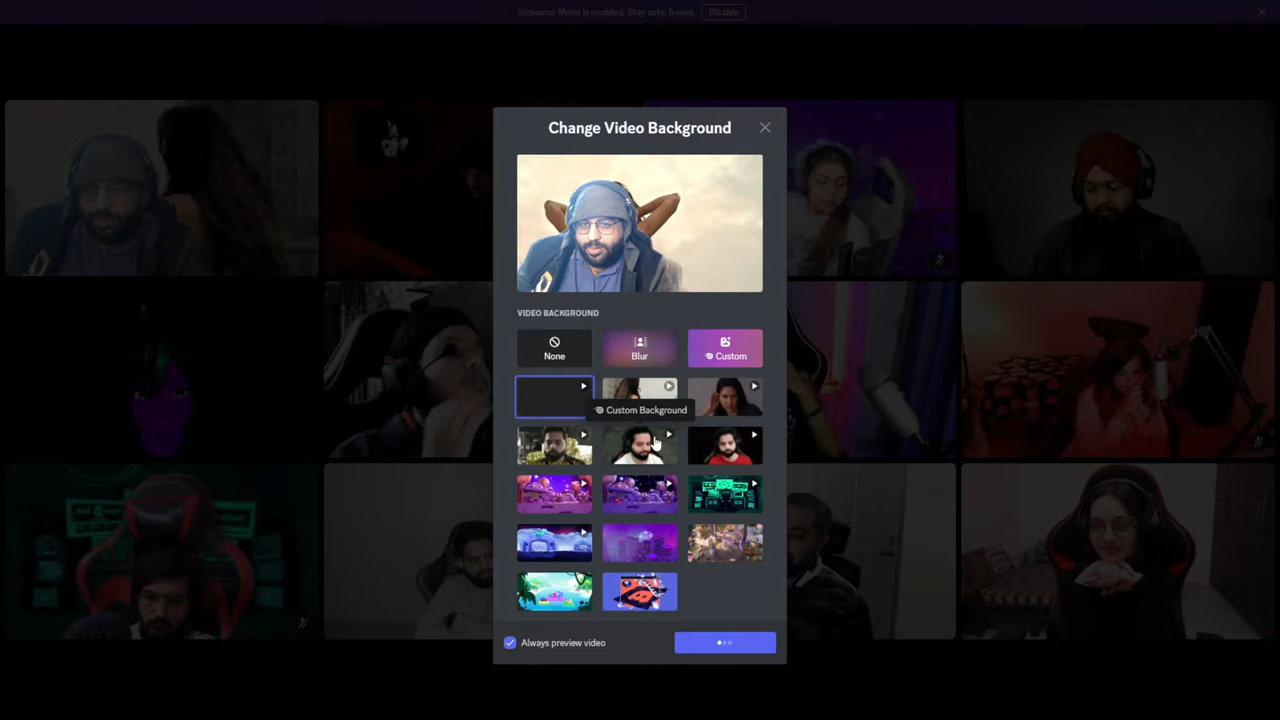 Streamer Mode is enabled. Stay safe, friend. Disable
Change Video Background
VIDEO BACKGROUND
None
Blur
Custom
Custom Background
Always preview video